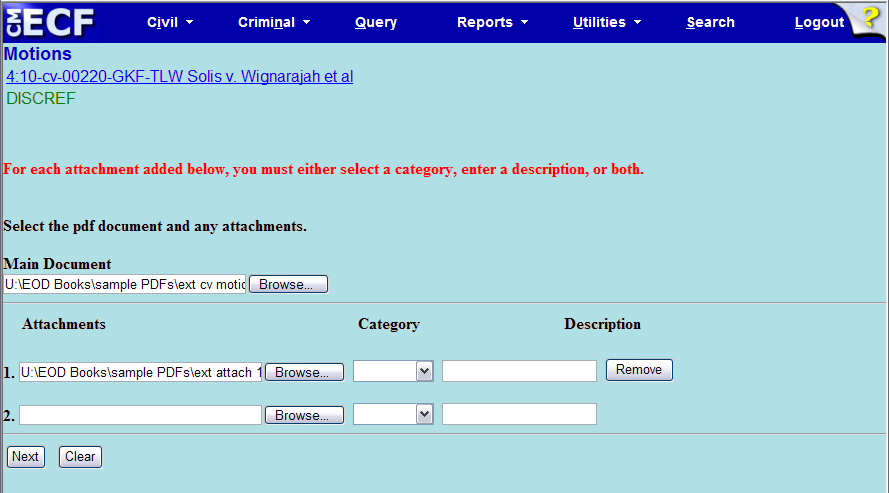 CM ECF Civil Criminal Query Reports Utilities Search Logout ?
Motions
4:10-cv-00220-GKF-TLW Solis v. Wignarajah et al
DISCREF
For each attachment added below, you must either select a category, enter a description, or both.
Select the pdf document and any attachments.
Main Document
U:\EOD Books\sample PDFs\ext cv motic Browse...
Attachments Category Description
1. U:\EOD Books\sample PDFs\ext attach 1 Browse... Remove
2. Browse...
Next Clear